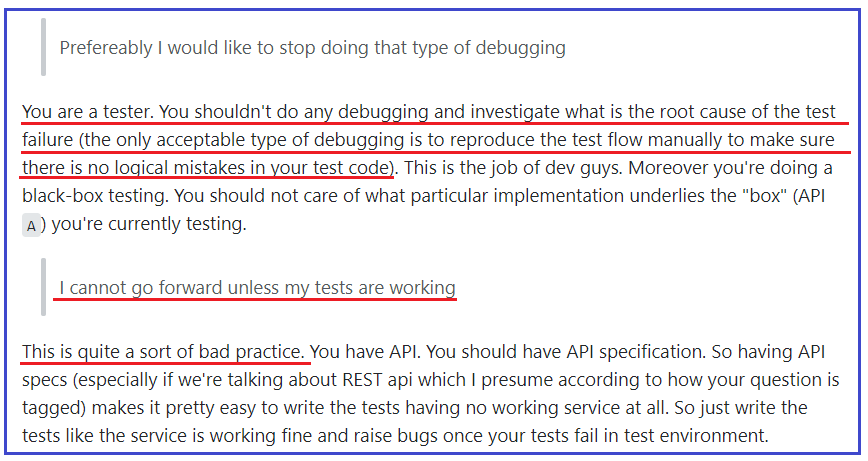 Prefereably I would like to stop doing that type of debugging
You are a tester. You shouldn't do any debugging and investigate what is the root cause of the test
failure (the only acceptable type of debugging is to reproduce the test flow manually to make sure
there is no logical mistakes in your test code). This is the job of dev guys. Moreover you're doing a
black-box testing. You should not care of what particular implementation underlies the "box" (API
A) you're currently testing.
I cannot go forward unless my tests are working
This is quite a sort of bad practice. You have API. You should have API specification. So having API
specs (especially if we're talking about REST api which I presume according to how your question is
tagged) makes it pretty easy to write the tests having no working service at all. So just write the
tests like the service is working fine and raise bugs once your tests fail in test environment.